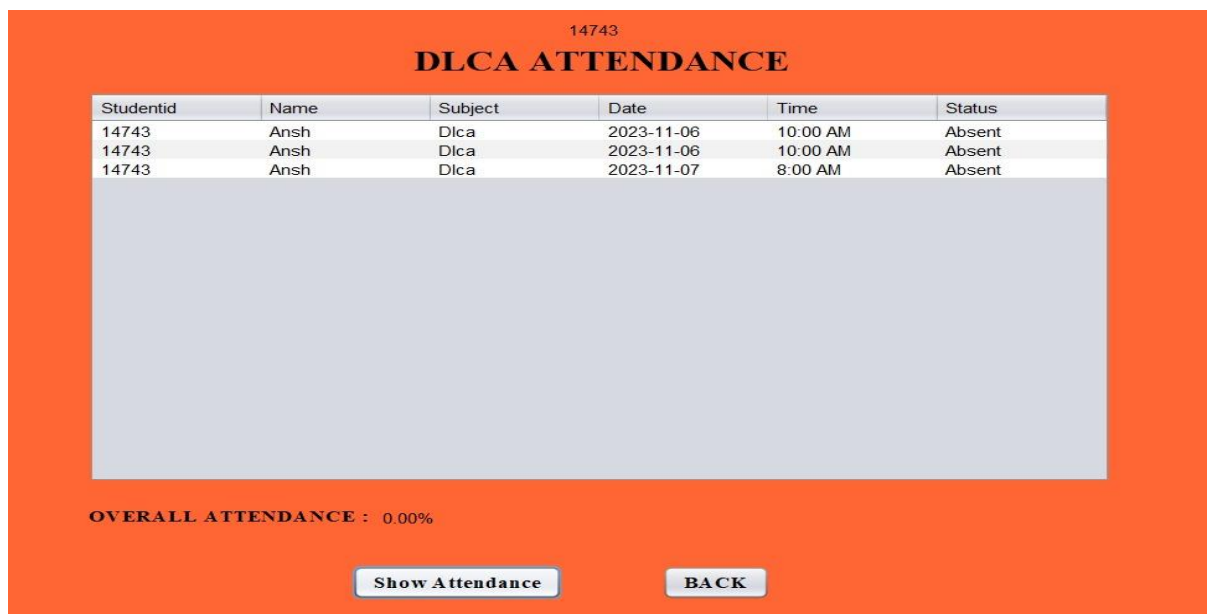 14743
DLCA ATTENDANCE
Studentid Name Subject Date Time Status
14743 Ansh Dlca 2023-11-06 10:00 AM Absent
14743 Ansh Dlca 2023-11-06 10:00 AM Absent
14743 Ansh Dlca 2023-11-07 8:00 AM Absent
OVERALL ATTENDANCE : 0.00%
Show Attendance BACK